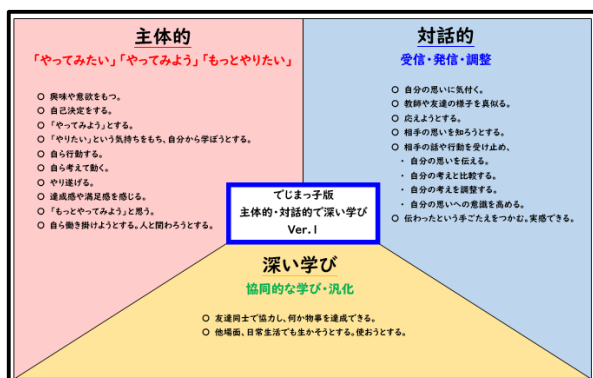 主体的
「やってみたい」「やってみよう」「もっとやりたい」
○ 興味や意欲をもつ。
○ 自己決定をする。
○ 「やってみよう」とする。
○ 「やりたい」という気持ちをもち、自分から学ぼうとする。
○ 自ら行動する。
○ 自ら考えて動く。
○ やり遂げる。
○ 達成感や満足感を感じる。
○ 「もっとやってみよう」と思う。
○ 自ら働き掛けようとする。人と関わろうとする。
対話的
受信・発信・調整
○ 自分の思いに気付く。
○ 教師や友達の様子を真似る。
○ 応えようとする。
○ 相手の思いを知ろうとする。
○ 相手の話や行動を受け止め、
・ 自分の思いを伝える。
・ 自分の考えと比較する。
・ 自分の考えを調整する。
・ 自分の思いへの意識を高める。
○ 伝わったという手ごたえをつかむ。実感できる。
でじまっ子版
主体的・対話的で深い学び
Ver.1
深い学び
協同的な学び・汎化
○ 友達同士で協力し、何か物事を達成できる。
○ 他場面、日常生活でも生かそうとする。使おうとする。